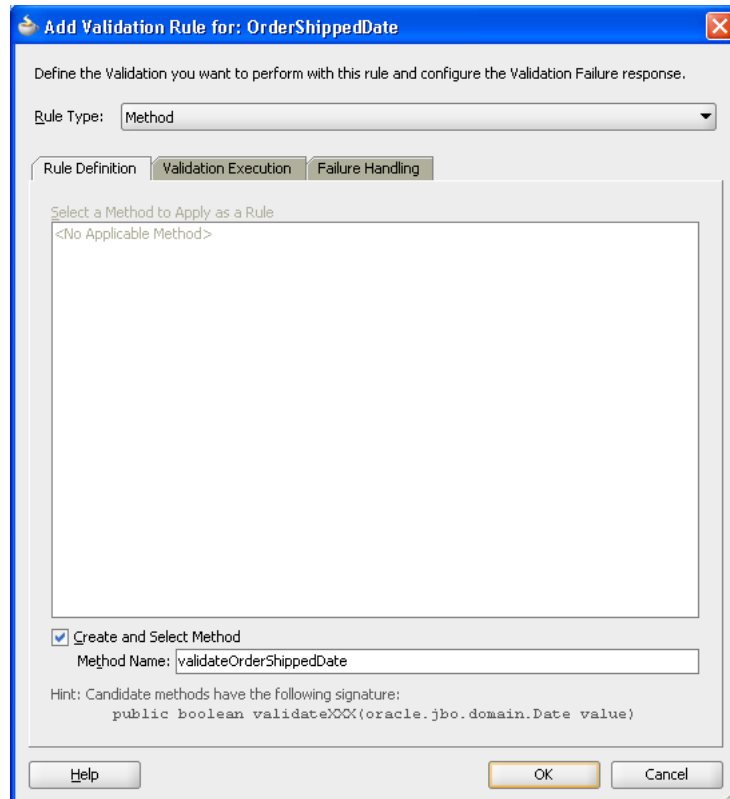 Add Validation Rule for: OrderShippedDate
Define the Validation you want to perform with this rule and configure the Validation Failure response.
Rule Type: Method
Rule Definition Validation Execution Failure Handling
Select a Method to Apply as a Rule
<No Applicable Method>
Create and Select Method
Method Name: validateOrderShippedDate
Hint: Candidate methods have the following signature:
public boolean validateXXX(oracle.jbo.domain.Date value)
Help OK Cancel